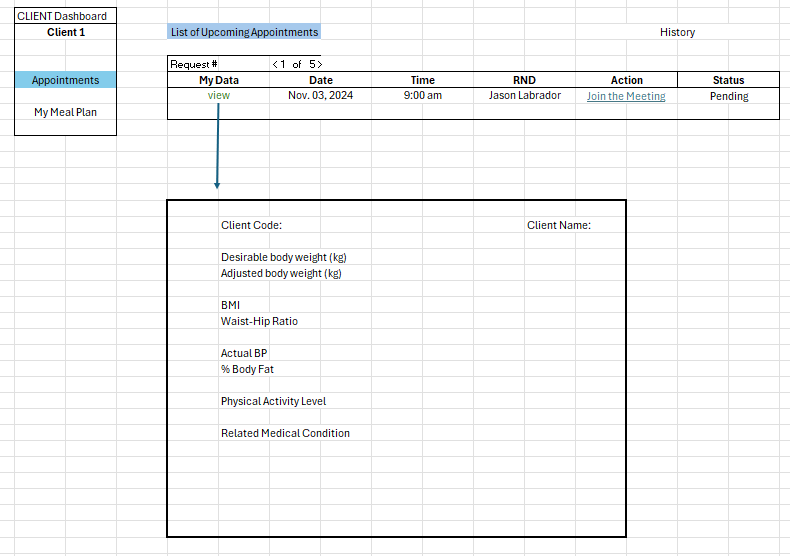 CLIENT Dashboard
Client 1
List of Upcoming Appointments
History
Request # < 1 of 5>
Appointments
My Data Date Time RND Action Status
view Nov. 03, 2024 9:00 am Jason Labrador Join the Meeting Pending
My Meal Plan
Client Code: Client Name:
Desirable body weight (kg)
Adjusted body weight (kg)
BMI
Waist-Hip Ratio
Actual BP
% Body Fat
Physical Activity Level
Related Medical Condition